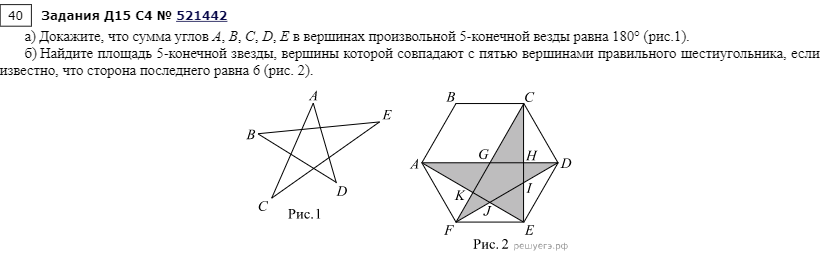 40 Задания Д15 С4 № 521442
а) Докажите, что сумма углов A, B, C, D, E в вершинах произвольной 5-конечной везды равна 180° (рис.1).
б) Найдите площадь 5-конечной звезды, вершины которой совпадают с пятью вершинами правильного шестиугольника, если
известно, что сторона последнего равна 6 (рис. 2).
A
E
B
D
C
Рис.1
B C
A G H D
K I
J
F E
Рис. 2 решуегэ.рф